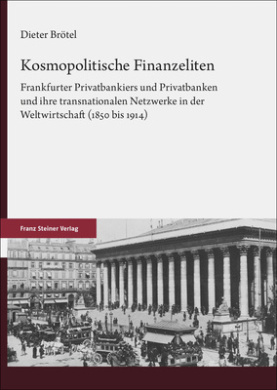 Dieter Brötel
Kosmopolitische Finanzeliten
Frankfurter Privatbankiers und Privatbanken
und ihre transnationalen Netzwerke in der
Weltwirtschaft (1850 bis 1914)
Franz Steiner Verlag